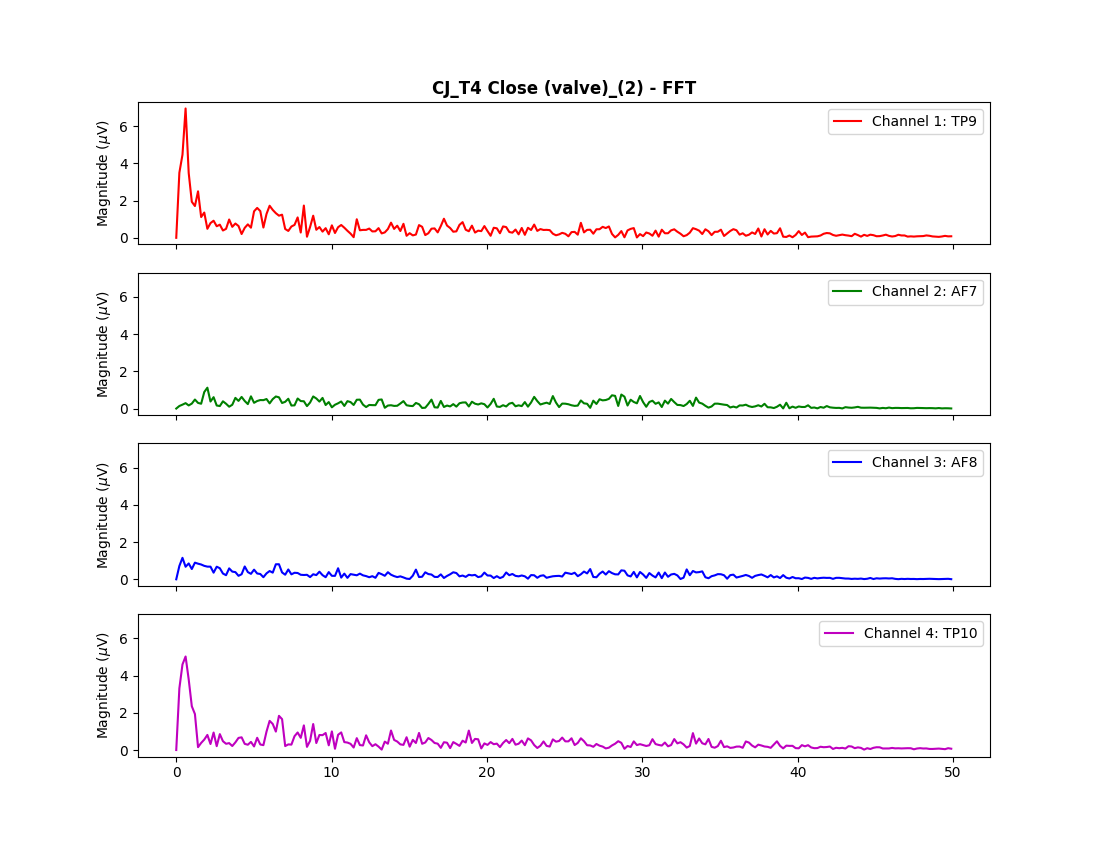 CJ_T4 Close (valve)_(2) - FFT
Magnitude (μV)
6
4
2
0
Channel 1: TP9
Magnitude (μV)
6
4
2
0
Channel 2: AF7
Magnitude (μV)
6
4
2
0
Channel 3: AF8
Magnitude (μV)
6
4
2
0
Channel 4: TP10
0 10 20 30 40 50